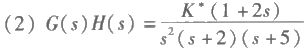 (2) G(s)H(s) = K*(1+2s) / s²(s+2)(s+5)